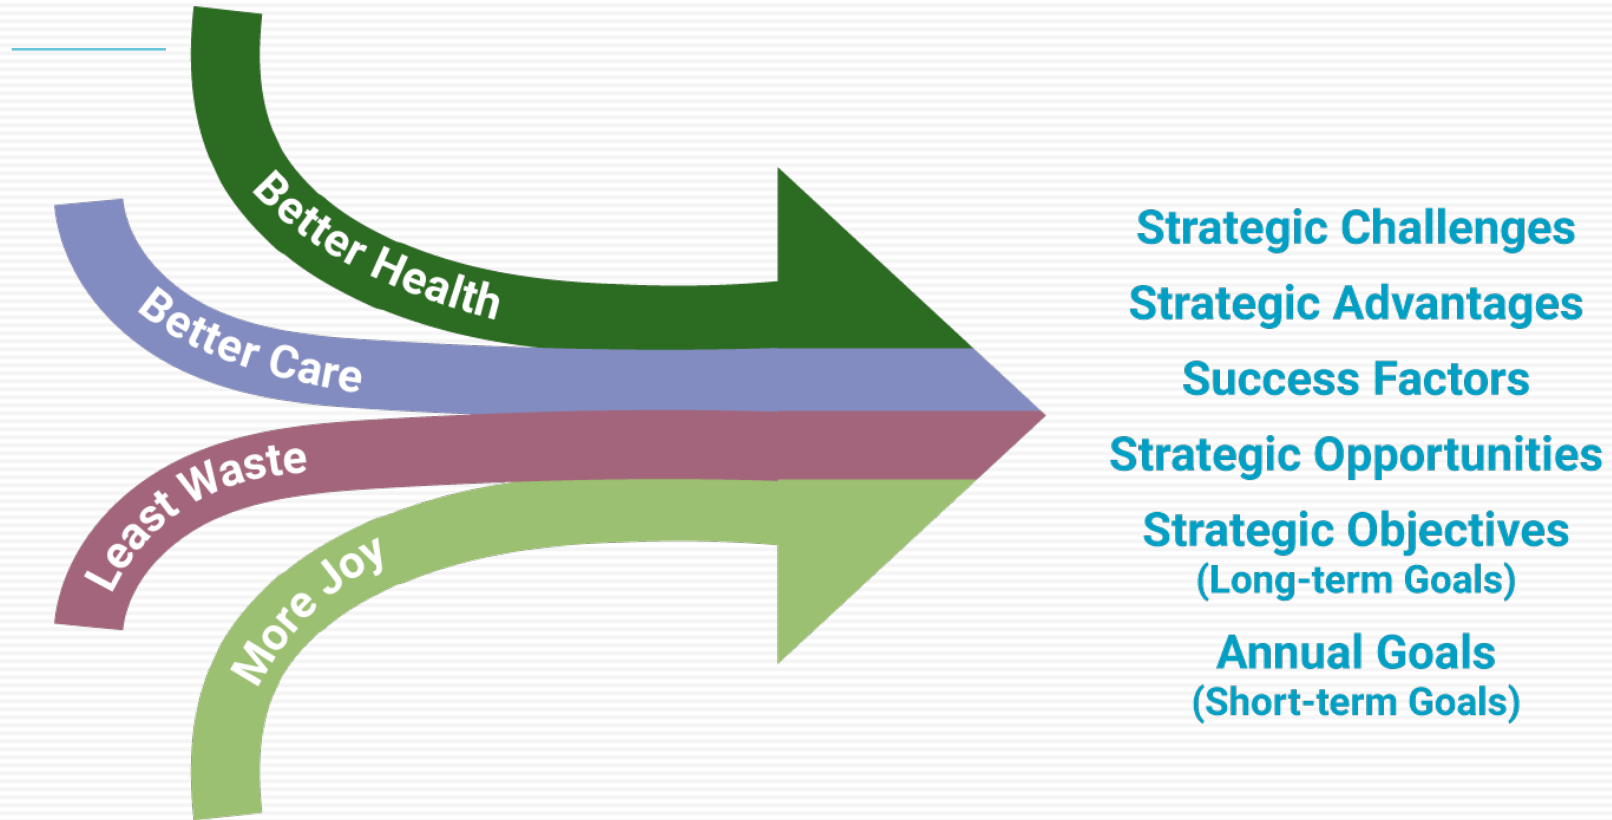 Better Health
Better Care
Least Waste
More Joy
Strategic Challenges
Strategic Advantages
Success Factors
Strategic Opportunities
Strategic Objectives
(Long-term Goals)
Annual Goals
(Short-term Goals)